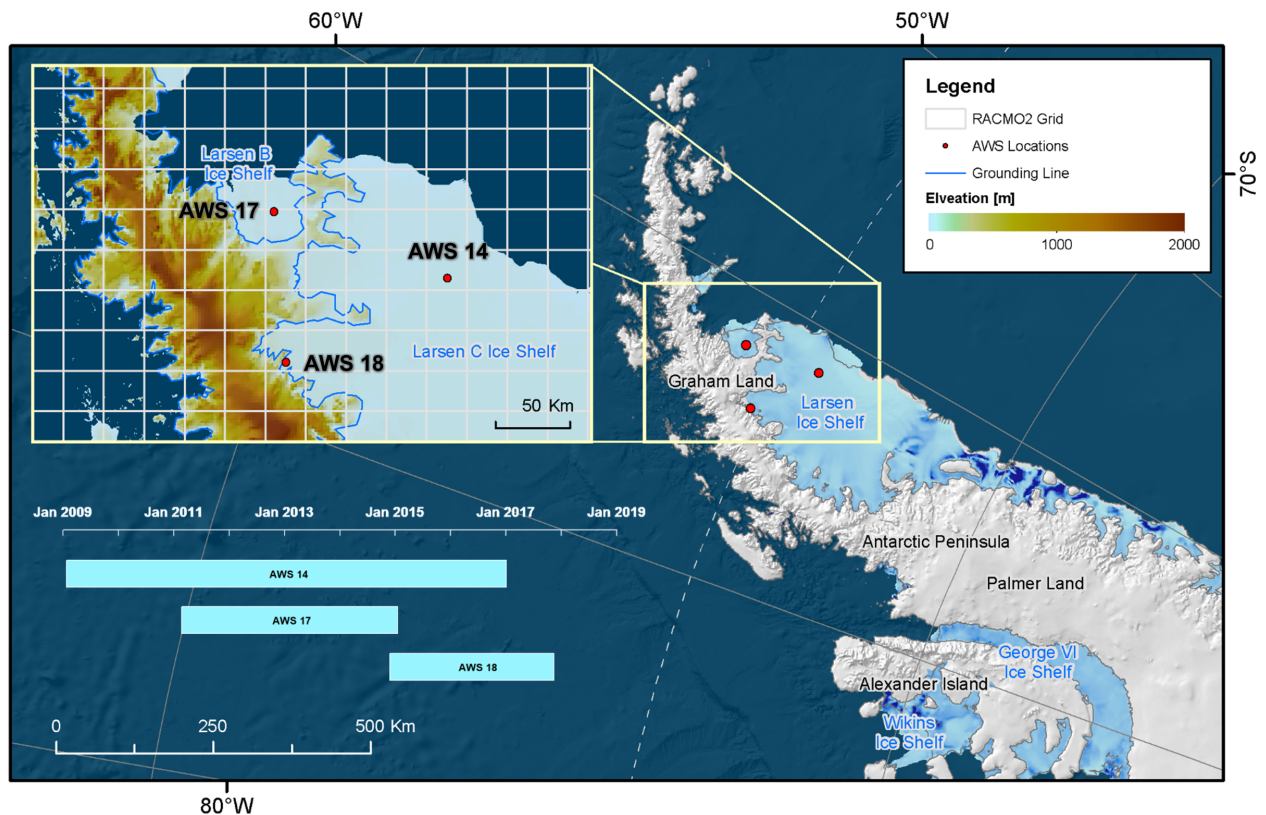 60°W
50°W
70°S
80°W
Larsen B
Ice Shelf
AWS 17
AWS 14
AWS 18
Larsen C Ice Shelf
50 Km
Legend
RACMO2 Grid
AWS Locations
Grounding Line
Elveation [m]
0 1000 2000
Graham Land
Larsen
Ice Shelf
Antarctic Peninsula
Palmer Land
George VI
Ice Shelf
Alexander Island
Wikins
Ice Shelf
Jan 2009 Jan 2011 Jan 2013 Jan 2015 Jan 2017 Jan 2019
AWS 14
AWS 17
AWS 18
0 250 500 Km